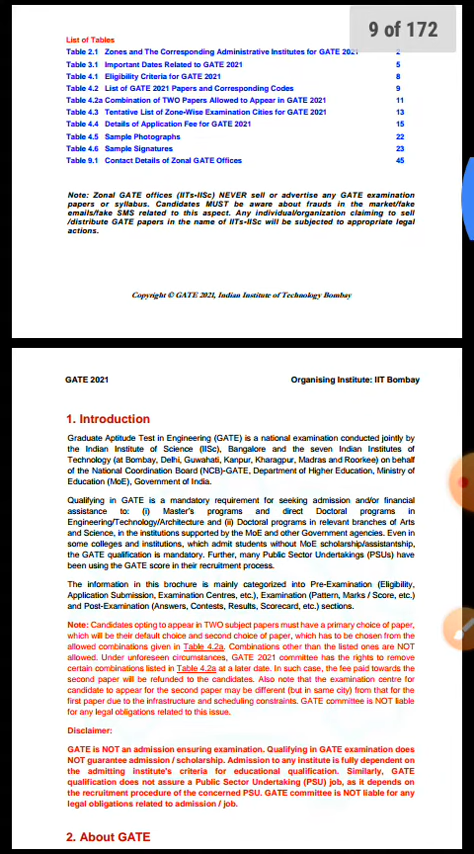 9 of 172
List of Tables
Table 2.1 Zones and The Corresponding Administrative Institutes for GATE 2021 2
Table 3.1 Important Dates Related to GATE 2021 5
Table 4.1 Eligibility Criteria for GATE 2021 8
Table 4.2 List of GATE 2021 Papers and Corresponding Codes 9
Table 4.2a Combination of TWO Papers Allowed to Appear in GATE 2021 11
Table 4.3 Tentative List of Zone-Wise Examination Cities for GATE 2021 13
Table 4.4 Details of Application Fee for GATE 2021 15
Table 4.5 Sample Photographs 22
Table 4.6 Sample Signatures 23
Table 9.1 Contact Details of Zonal GATE Offices 45
Note: Zonal GATE offices (IITs-IISc) NEVER sell or advertise any GATE examination
papers or syllabus. Candidates MUST be aware about frauds in the market/fake
emails/fake SMS related to this aspect. Any individual/organization claiming to sell
/distribute GATE papers in the name of IITs-IISc will be subjected to appropriate legal
actions.
Copyright © GATE 2021, Indian Institute of Technology Bombay
GATE 2021 Organising Institute: IIT Bombay
1. Introduction
Graduate Aptitude Test in Engineering (GATE) is a national examination conducted jointly by
the Indian Institute of Science (IISc), Bangalore and the seven Indian Institutes of
Technology (at Bombay, Delhi, Guwahati, Kanpur, Kharagpur, Madras and Roorkee) on behalf
of the National Coordination Board (NCB)-GATE, Department of Higher Education, Ministry of
Education (MoE), Government of India.
Qualifying in GATE is a mandatory requirement for seeking admission and/or financial
assistance to: (i) Master's programs and direct Doctoral programs in
Engineering/Technology/Architecture and (ii) Doctoral programs in relevant branches of Arts
and Science, in the institutions supported by the MoE and other Government agencies. Even in
some colleges and institutions, which admit students without MoE scholarship/assistantship,
the GATE qualification is mandatory. Further, many Public Sector Undertakings (PSUs) have
been using the GATE score in their recruitment process.
The information in this brochure is mainly categorized into Pre-Examination (Eligibility,
Application Submission, Examination Centres, etc.), Examination (Pattern, Marks / Score, etc.)
and Post-Examination (Answers, Contests, Results, Scorecard, etc.) sections.
Note: Candidates opting to appear in TWO subject papers must have a primary choice of paper,
which will be their default choice and second choice of paper, which has to be chosen from the
allowed combinations given in Table 4.2a. Combinations other than the listed ones are NOT
allowed. Under unforeseen circumstances, GATE 2021 committee has the rights to remove
certain combinations listed in Table 4.2a at a later date. In such case, the fee paid towards the
second paper will be refunded to the candidates. Also note that the examination centre for
candidate to appear for the second paper may be different (but in same city) from that for the
first paper due to the infrastructure and scheduling constraints. GATE committee is NOT liable
for any legal obligations related to this issue.
Disclaimer:
GATE is NOT an admission ensuring examination. Qualifying in GATE examination does
NOT guarantee admission / scholarship. Admission to any institute is fully dependent on
the admitting institute's criteria for educational qualification. Similarly, GATE
qualification does not assure a Public Sector Undertaking (PSU) job, as it depends on
the recruitment procedure of the concerned PSU. GATE committee is NOT liable for any
legal obligations related to admission / job.
2. About GATE